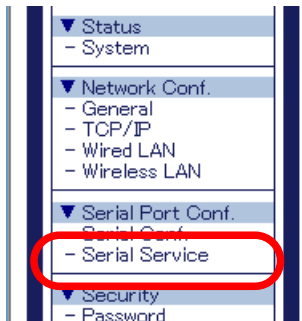 ▼ Status
- System
▼ Network Conf.
- General
- TCP/IP
- Wired LAN
- Wireless LAN
▼ Serial Port Conf.
- Serial Conf.
- Serial Service
▼ Security
- Password